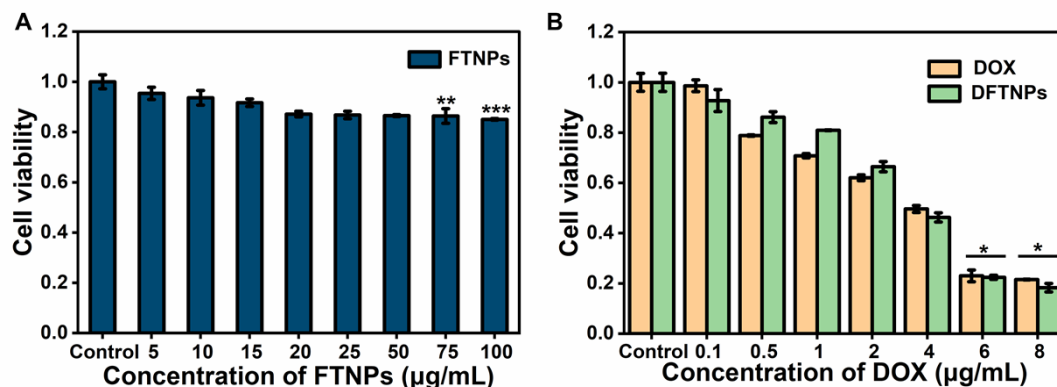 A
1.2
1.0
0.8
0.6
0.4
0.2
0.0
Cell viability
FTNPs
**
***
Control 5 10 15 20 25 50 75 100
Concentration of FTNPs (μg/mL)
B
1.2
1.0
0.8
0.6
0.4
0.2
0.0
Cell viability
DOX
DFTNPs
*
*
Control 0.1 0.5 1 2 4 6 8
Concentration of DOX (μg/mL)